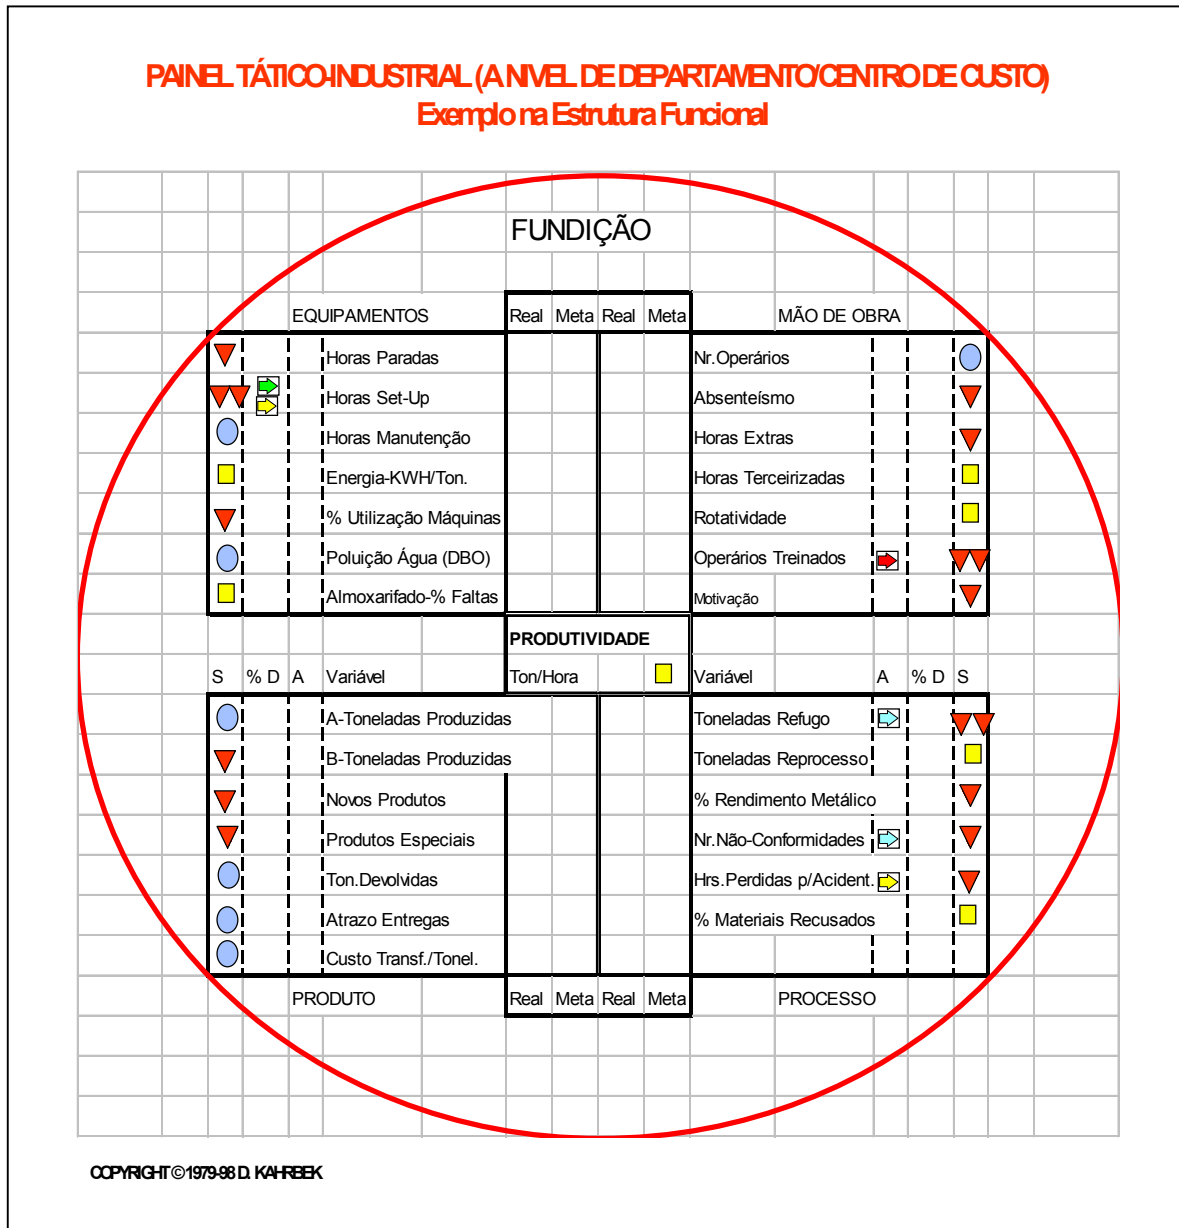 PAINEL TÁTICO-INDUSTRIAL (A NIVEL DE DEPARTAMENTO/CENTRO DE CUSTO)
Exemplo na Estrutura Funcional
FUNDIÇÃO
EQUIPAMENTOS Real Meta Real Meta MÃO DE OBRA
Horas Paradas Nr.Operários
Horas Set-Up Absenteísmo
Horas Manutenção Horas Extras
Energia-KWH/Ton. Horas Terceirizadas
% Utilização Máquinas Rotatividade
Poluição Água (DBO) Operários Treinados
Almoxarifado-% Faltas Motivação
PRODUTIVIDADE
S % D A Variável Ton/Hora Variável A % D S
A-Toneladas Produzidas Toneladas Refugo
B-Toneladas Produzidas Toneladas Reprocesso
Novos Produtos % Rendimento Metálico
Produtos Especiais Nr.Não-Conformidades
Ton.Devolvidas Hrs.Perdidas p/Acident.
Atrazo Entregas % Materiais Recusados
Custo Transf./Tonel.
PRODUTO Real Meta Real Meta PROCESSO
COPYRIGHT © 1979-98 D. KAHRBEK